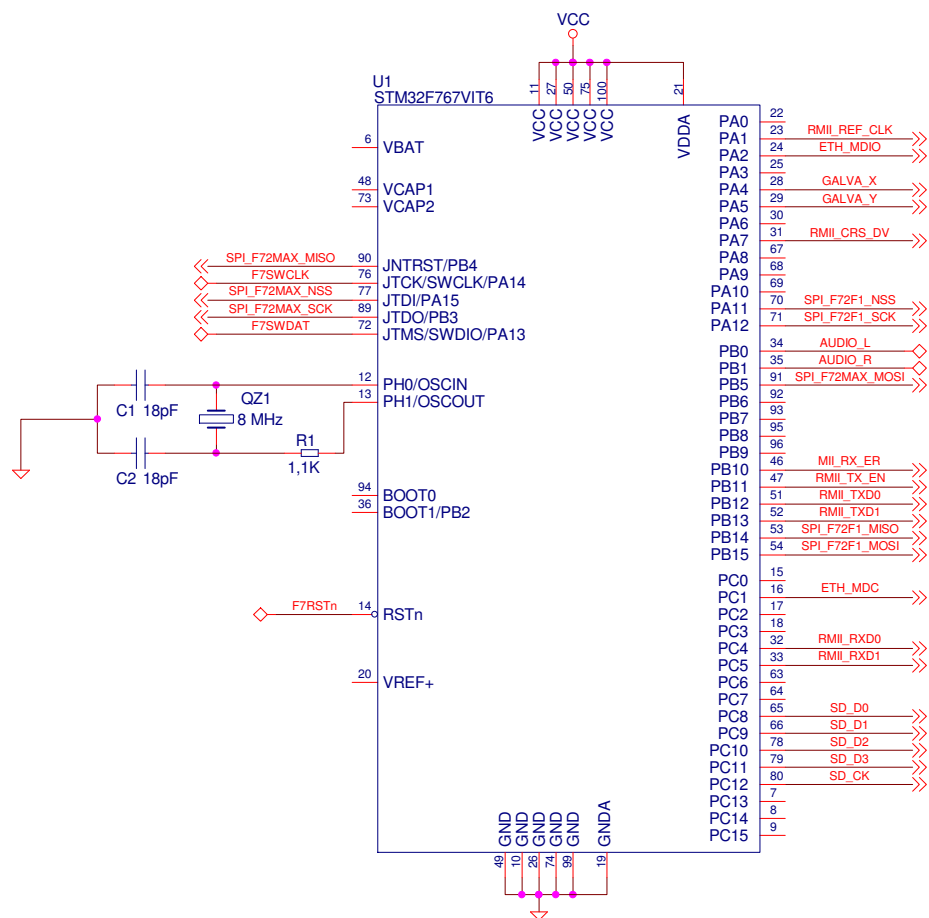 VCC
U1
STM32F767VIT6
11 27 50 75 100 21
VCC VCC VCC VCC VCC VDDA
6 VBAT
48 VCAP1
73 VCAP2
SPI_F72MAX_MISO 90 JNTRST/PB4
F7SWCLK 76 JTCK/SWCLK/PA14
SPI_F72MAX_NSS 77 JTDI/PA15
SPI_F72MAX_SCK 89 JTDO/PB3
F7SWDAT 72 JTMS/SWDIO/PA13
12 PH0/OSCIN
13 PH1/OSCOUT
C1 18pF
QZ1
8 MHz
R1
1,1K
C2 18pF
94 BOOT0
36 BOOT1/PB2
F7RSTn 14 RSTn
20 VREF+
PA0 22
PA1 23 RMII_REF_CLK
PA2 24 ETH_MDIO
PA3 25
PA4 28 GALVA_X
PA5 29 GALVA_Y
PA6 30
PA7 31 RMII_CRS_DV
PA8 67
PA9 68
PA10 69
PA11 70 SPI_F72F1_NSS
PA12 71 SPI_F72F1_SCK
PB0 34 AUDIO_L
PB1 35 AUDIO_R
PB5 91 SPI_F72MAX_MOSI
PB6 92
PB7 93
PB8 95
PB9 96
PB10 46 MII_RX_ER
PB11 47 RMII_TX_EN
PB12 51 RMII_TXD0
PB13 52 RMII_TXD1
PB14 53 SPI_F72F1_MISO
PB15 54 SPI_F72F1_MOSI
PC0 15
PC1 16 ETH_MDC
PC2 17
PC3 18
PC4 32 RMII_RXD0
PC5 33 RMII_RXD1
PC6 63
PC7 64
PC8 65 SD_D0
PC9 66 SD_D1
PC10 78 SD_D2
PC11 79 SD_D3
PC12 80 SD_CK
PC13 7
PC14 8
PC15 9
GND GND GND GND GND GNDA
49 10 26 74 99 19